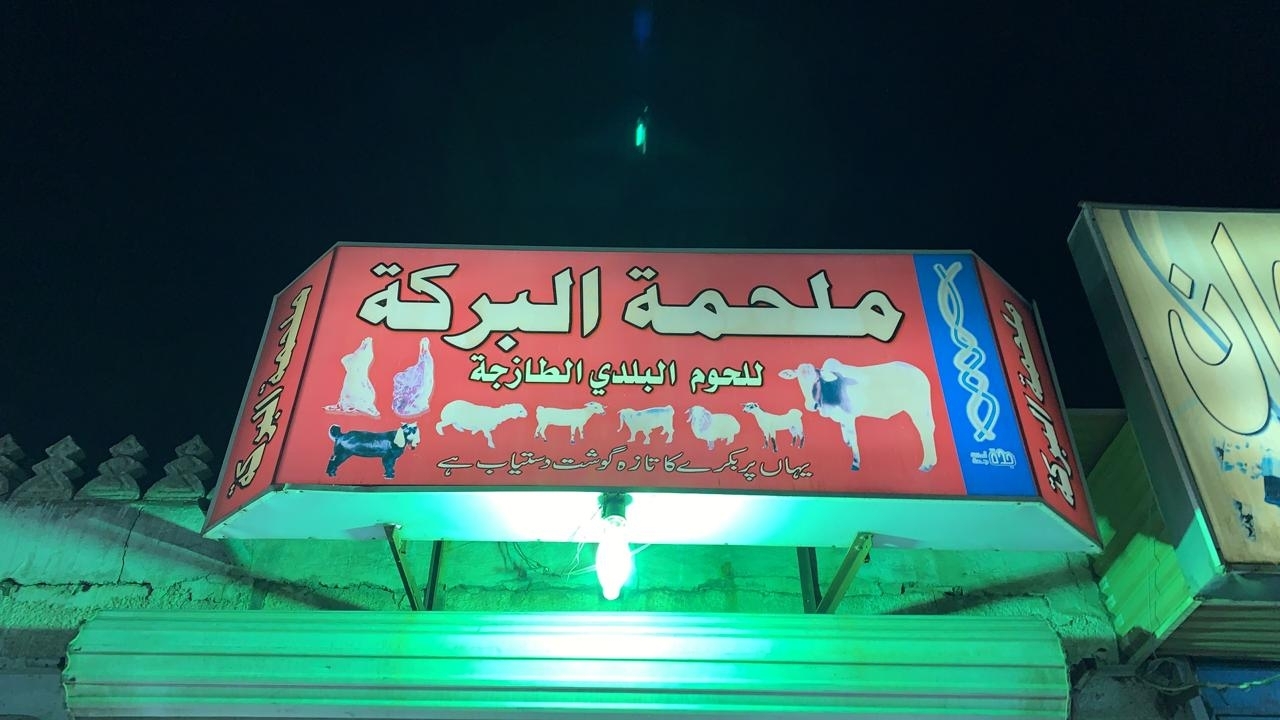 ملحمة البركة
للحوم البلدي الطازجة
یہاں پر بکرے کا تازہ گوشت دستیاب ہے
ملحمة البركة
ملحمة البركة